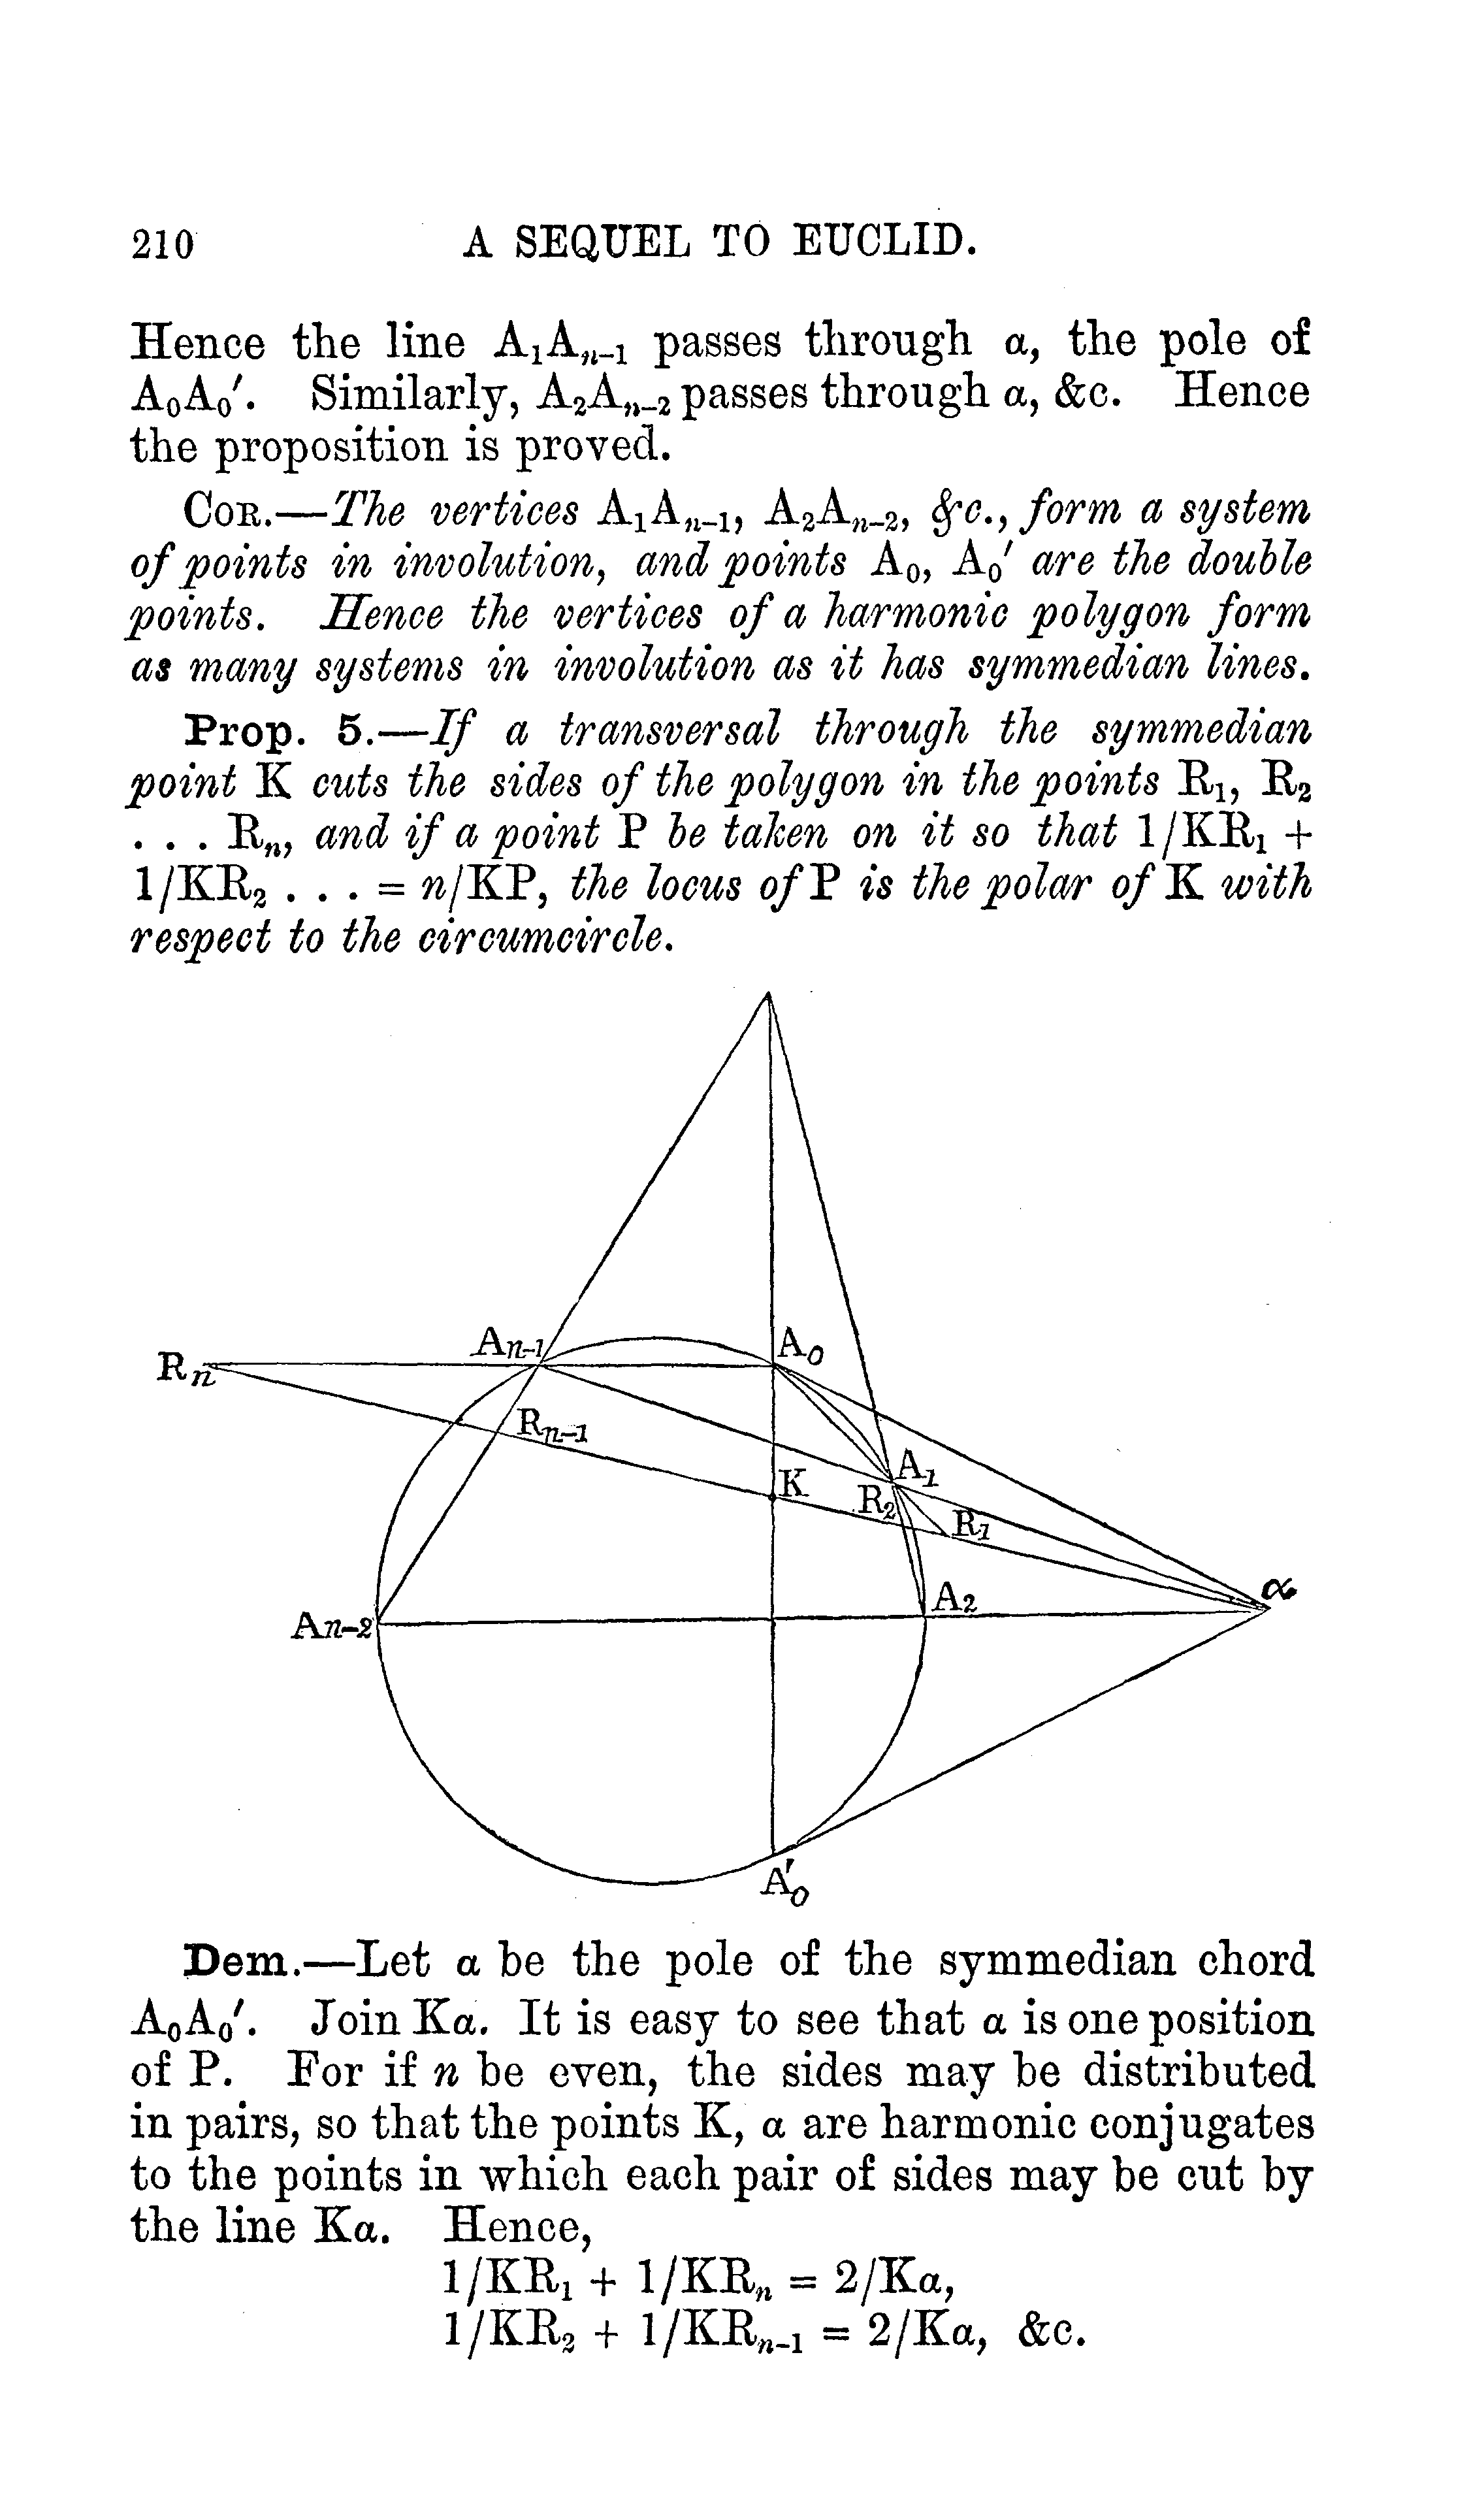 210 A SEQUEL TO EUCLID.
Hence the line A₁Aₙ₋₁ passes through α, the pole of
A₀A₀′. Similarly, A₂Aₙ₋₂ passes through α, &c. Hence
the proposition is proved.
Cor.—The vertices A₁Aₙ₋₁, A₂Aₙ₋₂, &c., form a system
of points in involution, and points A₀, A₀′ are the double
points. Hence the vertices of a harmonic polygon form
as many systems in involution as it has symmedian lines.
Prop. 5.—If a transversal through the symmedian
point K cuts the sides of the polygon in the points R₁, R₂
. . . Rₙ, and if a point P be taken on it so that 1/KR₁ +
1/KR₂ . . . = n/KP, the locus of P is the polar of K with
respect to the circumcircle.
Aₙ₋₁
A₀
Rₙ
Rₙ₋₁
A₁
K
R₂
R₁
α
A₂
Aₙ₋₂
A′₀
Dem.—Let α be the pole of the symmedian chord
A₀A₀′. Join Kα. It is easy to see that α is one position
of P. For if n be even, the sides may be distributed
in pairs, so that the points K, α are harmonic conjugates
to the points in which each pair of sides may be cut by
the line Kα. Hence,
1/KR₁ + 1/KRₙ = 2/Kα,
1/KR₂ + 1/KRₙ₋₁ = 2/Kα, &c.